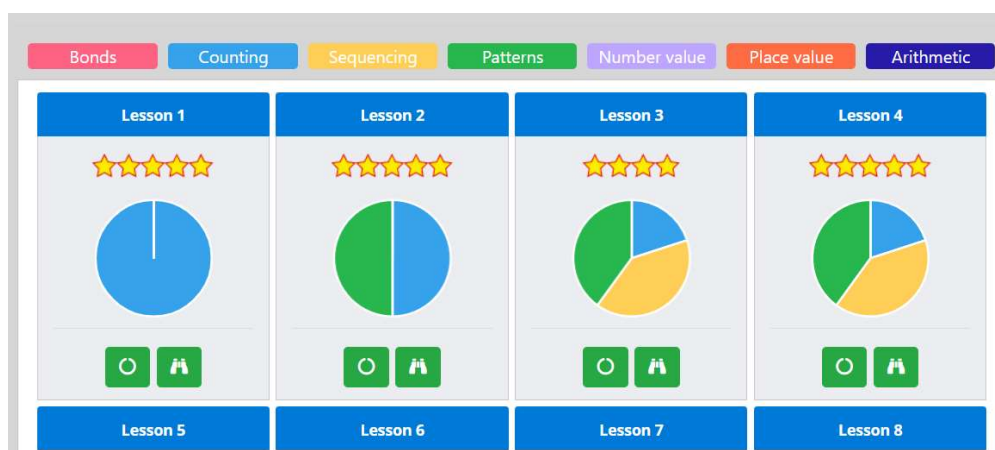 Bonds Counting Sequencing Patterns Number value Place value Arithmetic
Lesson 1 Lesson 2 Lesson 3 Lesson 4
Lesson 5 Lesson 6 Lesson 7 Lesson 8